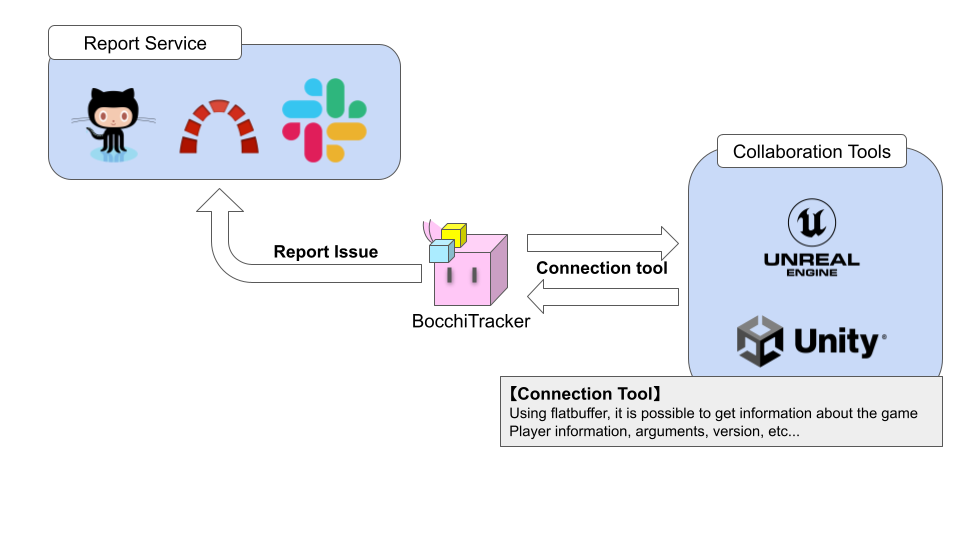 Report Service
Collaboration Tools
UNREAL
ENGINE
Report Issue
Connection tool
BocchiTracker
Unity®
【Connection Tool】
Using flatbuffer, it is possible to get information about the game
Player information, arguments, version, etc...